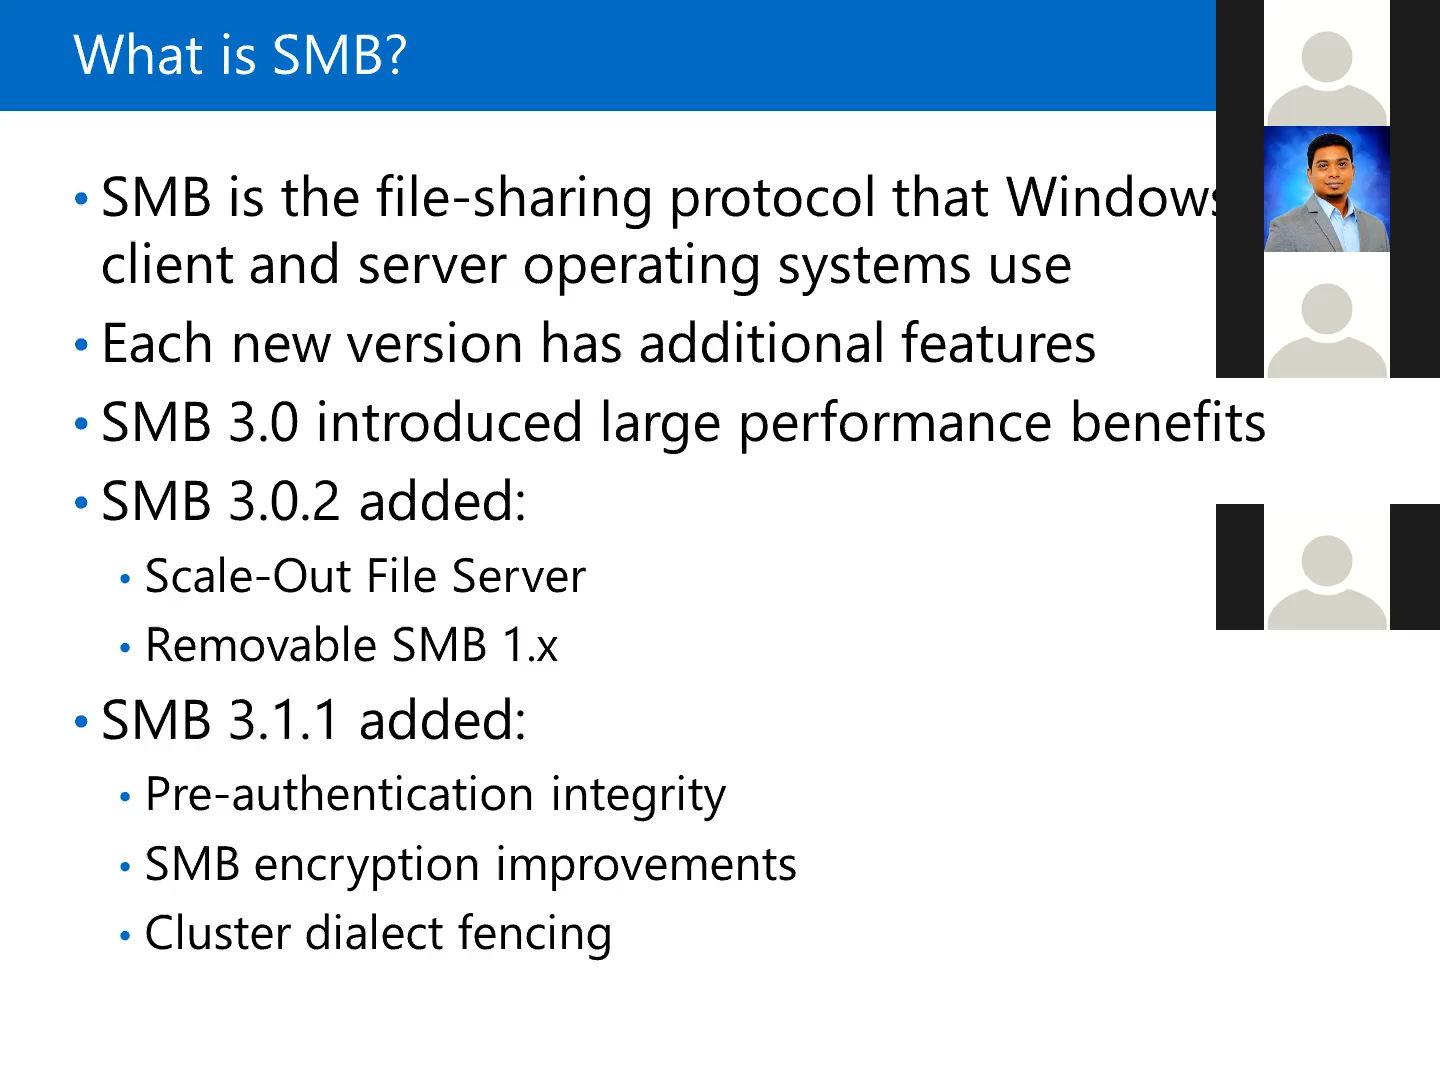 What is SMB?
• SMB is the file-sharing protocol that Windows
client and server operating systems use
• Each new version has additional features
• SMB 3.0 introduced large performance benefits
• SMB 3.0.2 added:
• Scale-Out File Server
• Removable SMB 1.x
• SMB 3.1.1 added:
• Pre-authentication integrity
• SMB encryption improvements
• Cluster dialect fencing